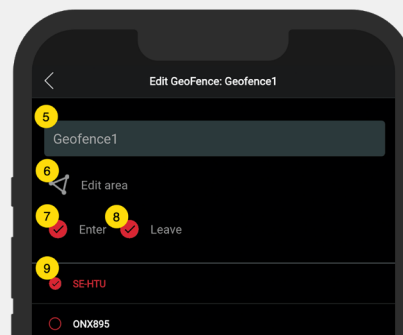 Edit GeoFence: Geofence1
5
Geofence1
6
Edit area
7
Enter
8
Leave
9
SE-HTU
ONX895